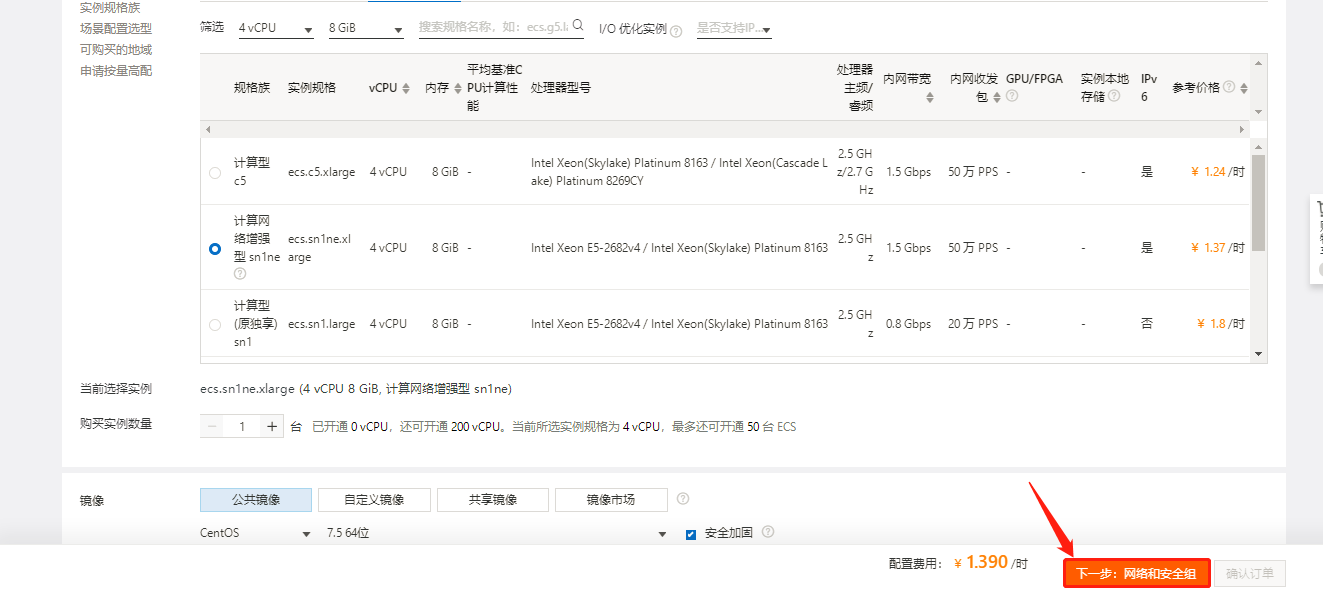 实例规格族
场景配置选型
可购买的地域
申请按量高配
筛选 4 vCPU 8 GiB 搜索规格名称，如：ecs.g5.l I/O 优化实例 ? 是否支持IP...
规格族 实例规格 vCPU 内存 平均基准C
PU计算性
能 处理器型号 处理器
主频/
睿频 内网带宽 内网收发
包 GPU/FPGA ? 实例本地
存储 ? IPv
6 参考价格 ?
计算型
c5 ecs.c5.xlarge 4 vCPU 8 GiB - Intel Xeon(Skylake) Platinum 8163 / Intel Xeon(Cascade L
ake) Platinum 8269CY 2.5 GH
z/2.7 G
Hz 1.5 Gbps 50 万 PPS - - 是 ¥ 1.24 /时
计算网
络增强
型 sn1ne
? ecs.sn1ne.xl
arge 4 vCPU 8 GiB - Intel Xeon E5-2682v4 / Intel Xeon(Skylake) Platinum 8163 2.5 GH
z 1.5 Gbps 50 万 PPS - - 是 ¥ 1.37 /时
计算型
(原独享)
sn1 ecs.sn1.large 4 vCPU 8 GiB - Intel Xeon E5-2682v4 / Intel Xeon(Skylake) Platinum 8163 2.5 GH
z 0.8 Gbps 20 万 PPS - - 否 ¥ 1.8 /时
当前选择实例 ecs.sn1ne.xlarge (4 vCPU 8 GiB, 计算网络增强型 sn1ne)
购买实例数量 − 1 + 台 已开通 0 vCPU，还可开通 200 vCPU。当前所选实例规格为 4 vCPU，最多还可开通 50 台 ECS
镜像 公共镜像 自定义镜像 共享镜像 镜像市场 ?
CentOS 7.5 64位 安全加固 ?
配置费用： ¥ 1.390 /时 下一步：网络和安全组 确认订单